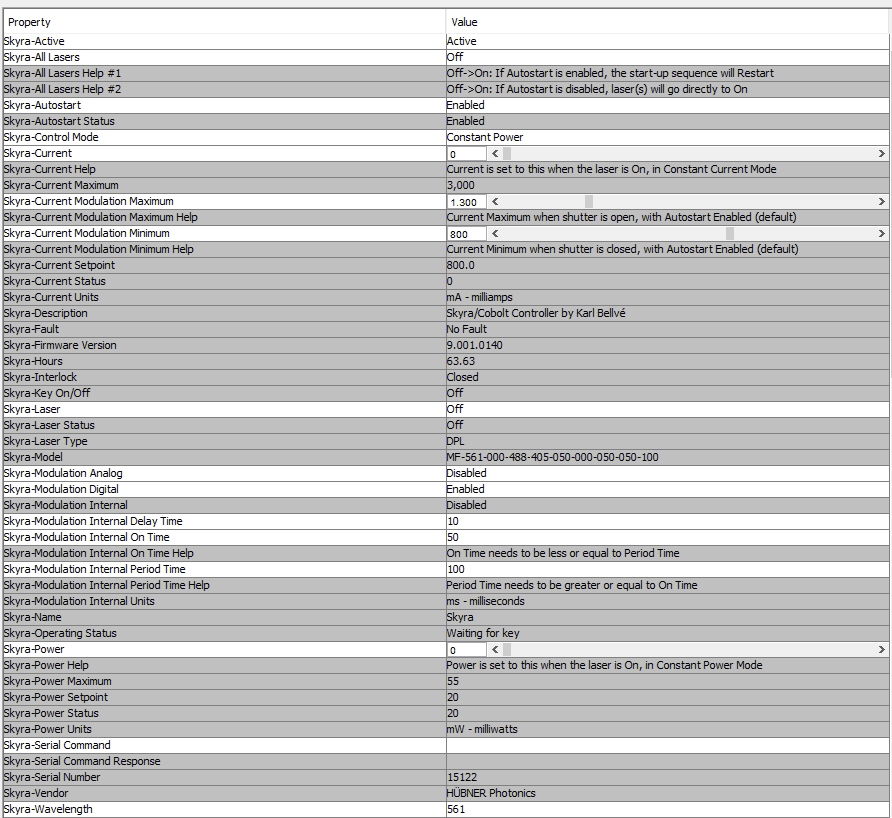 Property Value
Skyra-Active Active
Skyra-All Lasers Off
Skyra-All Lasers Help #1 Off->On: If Autostart is enabled, the start-up sequence will Restart
Skyra-All Lasers Help #2 Off->On: If Autostart is disabled, laser(s) will go directly to On
Skyra-Autostart Enabled
Skyra-Autostart Status Enabled
Skyra-Control Mode Constant Power
Skyra-Current 0
Skyra-Current Help Current is set to this when the laser is On, in Constant Current Mode
Skyra-Current Maximum 3,000
Skyra-Current Modulation Maximum 1.300
Skyra-Current Modulation Maximum Help Current Maximum when shutter is open, with Autostart Enabled (default)
Skyra-Current Modulation Minimum 800
Skyra-Current Modulation Minimum Help Current Minimum when shutter is closed, with Autostart Enabled (default)
Skyra-Current Setpoint 800.0
Skyra-Current Status 0
Skyra-Current Units mA - milliamps
Skyra-Description Skyra/Cobolt Controller by Karl Bellvé
Skyra-Fault No Fault
Skyra-Firmware Version 9.001.0140
Skyra-Hours 63.63
Skyra-Interlock Closed
Skyra-Key On/Off Off
Skyra-Laser Off
Skyra-Laser Status Off
Skyra-Laser Type DPL
Skyra-Model MF-561-000-488-405-050-000-050-050-100
Skyra-Modulation Analog Disabled
Skyra-Modulation Digital Enabled
Skyra-Modulation Internal Disabled
Skyra-Modulation Internal Delay Time 10
Skyra-Modulation Internal On Time 50
Skyra-Modulation Internal On Time Help On Time needs to be less or equal to Period Time
Skyra-Modulation Internal Period Time 100
Skyra-Modulation Internal Period Time Help Period Time needs to be greater or equal to On Time
Skyra-Modulation Internal Units ms - milliseconds
Skyra-Name Skyra
Skyra-Operating Status Waiting for key
Skyra-Power 0
Skyra-Power Help Power is set to this when the laser is On, in Constant Power Mode
Skyra-Power Maximum 55
Skyra-Power Setpoint 20
Skyra-Power Status 20
Skyra-Power Units mW - milliwatts
Skyra-Serial Command
Skyra-Serial Command Response
Skyra-Serial Number 15122
Skyra-Vendor HÜBNER Photonics
Skyra-Wavelength 561